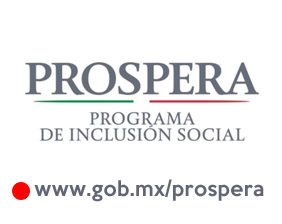 PROSPERA
PROGRAMA
DE INCLUSIÓN SOCIAL
www.gob.mx/prospera